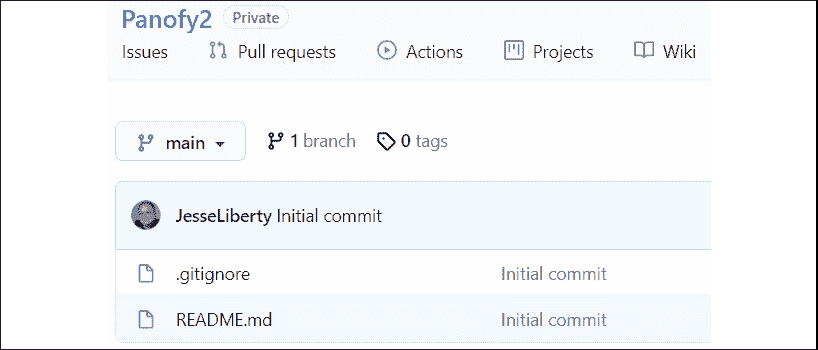 Panofy2 Private
Issues Pull requests Actions Projects Wiki
main 1 branch 0 tags
JesseLiberty Initial commit
.gitignore Initial commit
README.md Initial commit